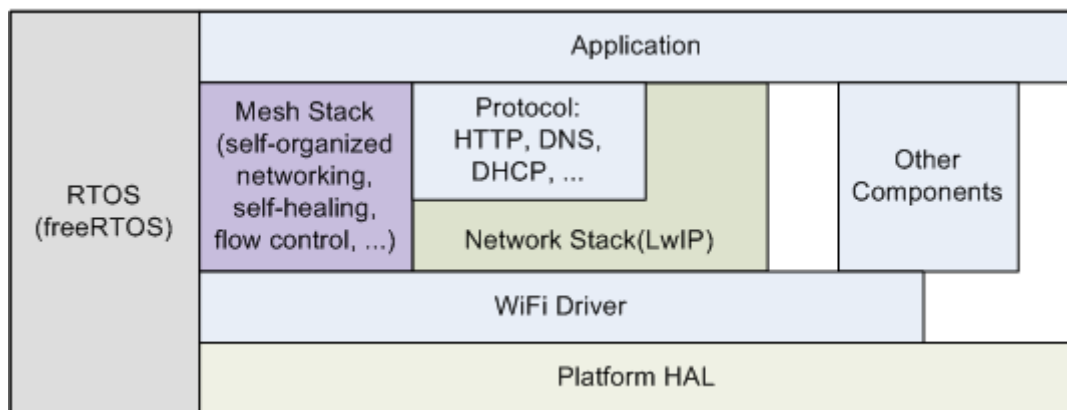 Application
RTOS
(freeRTOS)
Mesh Stack
(self-organized
networking,
self-healing,
flow control, ...)
Protocol:
HTTP, DNS,
DHCP, ...
Network Stack(LwIP)
Other
Components
WiFi Driver
Platform HAL